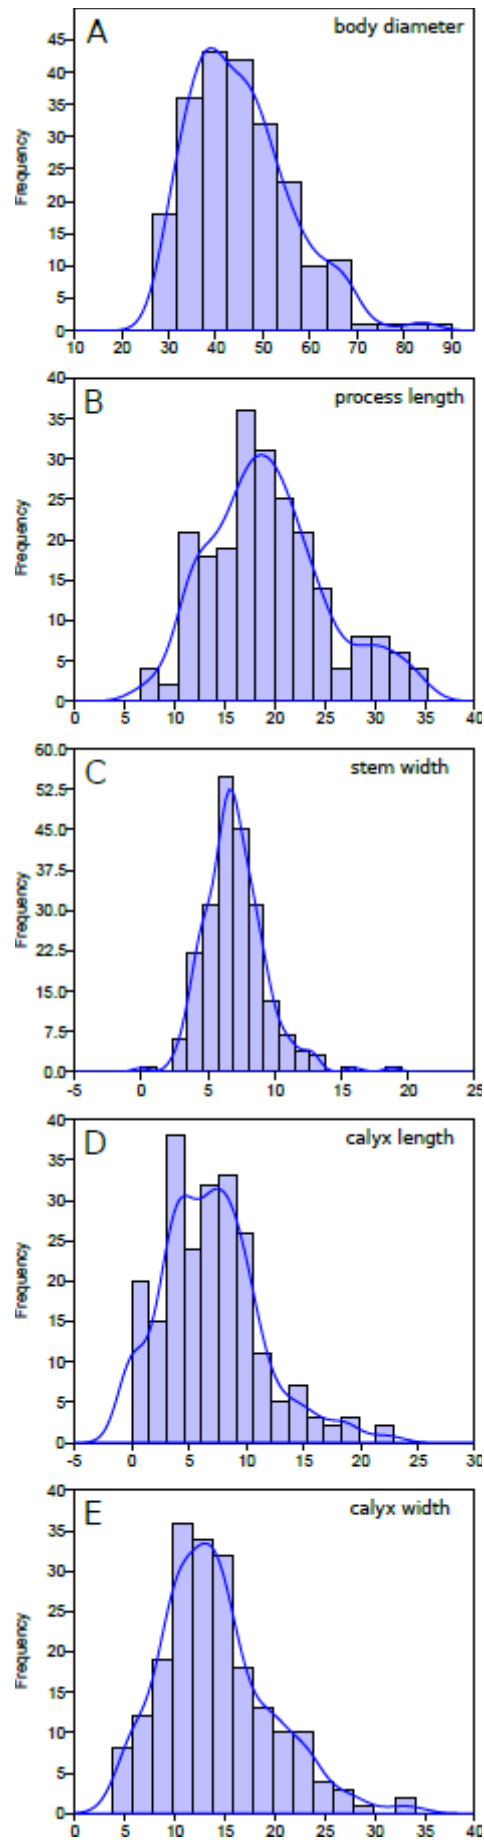 A
body diameter
45
40
35
30
25
20
15
10
5
0
Frequency
10 20 30 40 50 60 70 80 90
B
process length
40
35
30
25
20
15
10
5
0
Frequency
0 5 10 15 20 25 30 35 40
C
stem width
60.0
52.5
45.0
37.5
30.0
22.5
15.0
7.5
0.0
Frequency
-5 0 5 10 15 20 25
D
calyx length
40
35
30
25
20
15
10
5
0
Frequency
-5 0 5 10 15 20 25 30
E
calyx width
40
35
30
25
20
15
10
5
0
Frequency
0 5 10 15 20 25 30 35 40